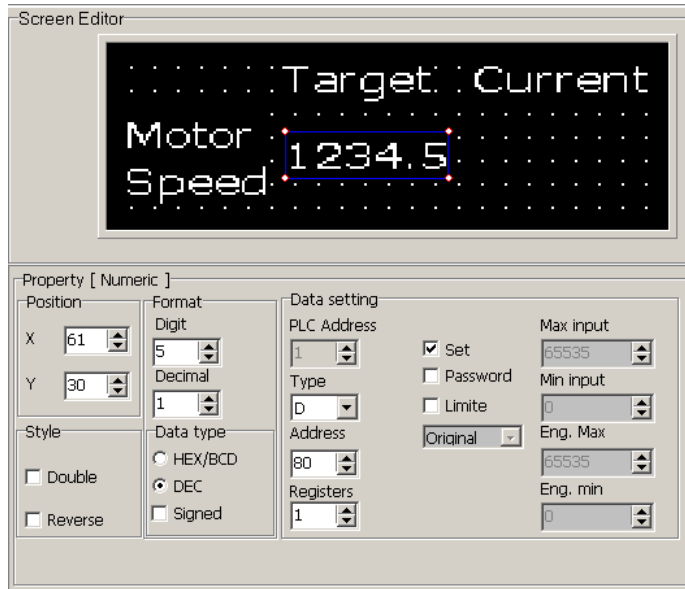 Screen Editor
Target Current
Motor
Speed
1234.5
Property [ Numeric ]
Position
X 61
Y 30
Style
Double
Reverse
Format
Digit
5
Decimal
1
Data type
HEX/BCD
DEC
Signed
Data setting
PLC Address
1
Type
D
Address
80
Registers
1
Set
Password
Limite
Original
Max input
65535
Min input
0
Eng. Max
65535
Eng. min
0